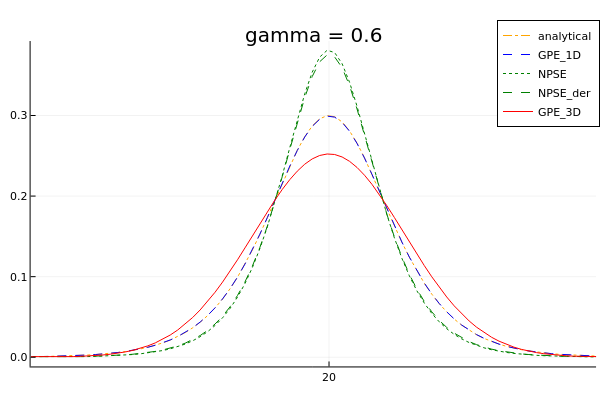 gamma = 0.6
analytical
GPE_1D
NPSE
NPSE_der
GPE_3D
0.3
0.2
0.1
0.0
20